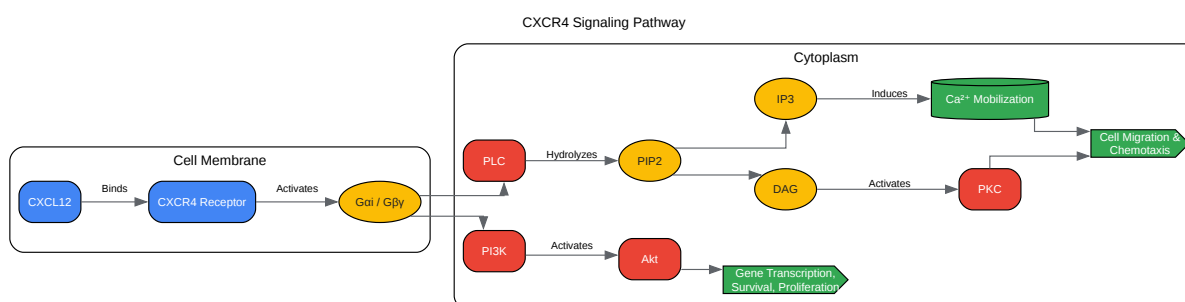 CXCR4 Signaling Pathway
Cytoplasm
IP3
Induces
Ca²⁺ Mobilization
Cell Migration &
Chemotaxis
PLC
Hydrolyzes
PIP2
DAG
Activates
PKC
Cell Membrane
CXCL12
Binds
CXCR4 Receptor
Activates
Gαi / Gβγ
PI3K
Activates
Akt
Gene Transcription,
Survival, Proliferation